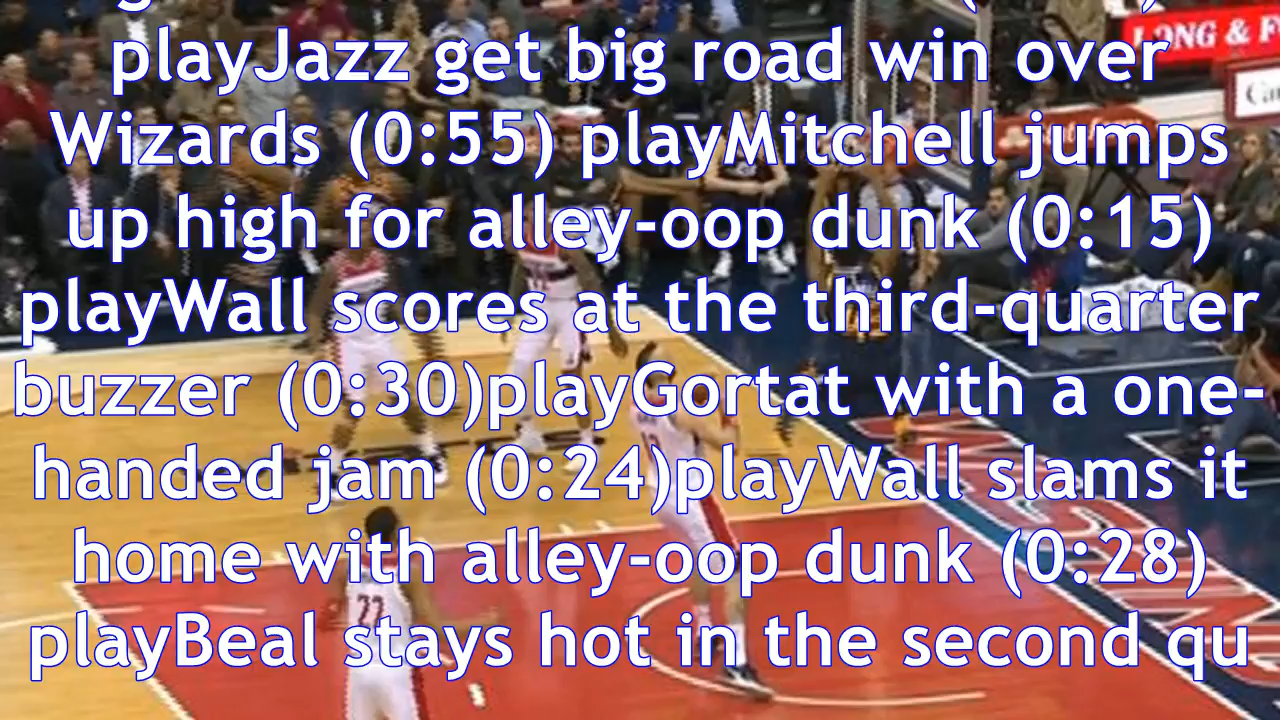 playJazz get big road win over
Wizards (0:55) playMitchell jumps
up high for alley-oop dunk (0:15)
playWall scores at the third-quarter
buzzer (0:30)playGortat with a one-
handed jam (0:24)playWall slams it
home with alley-oop dunk (0:28)
playBeal stays hot in the second qu
LONG & F
22